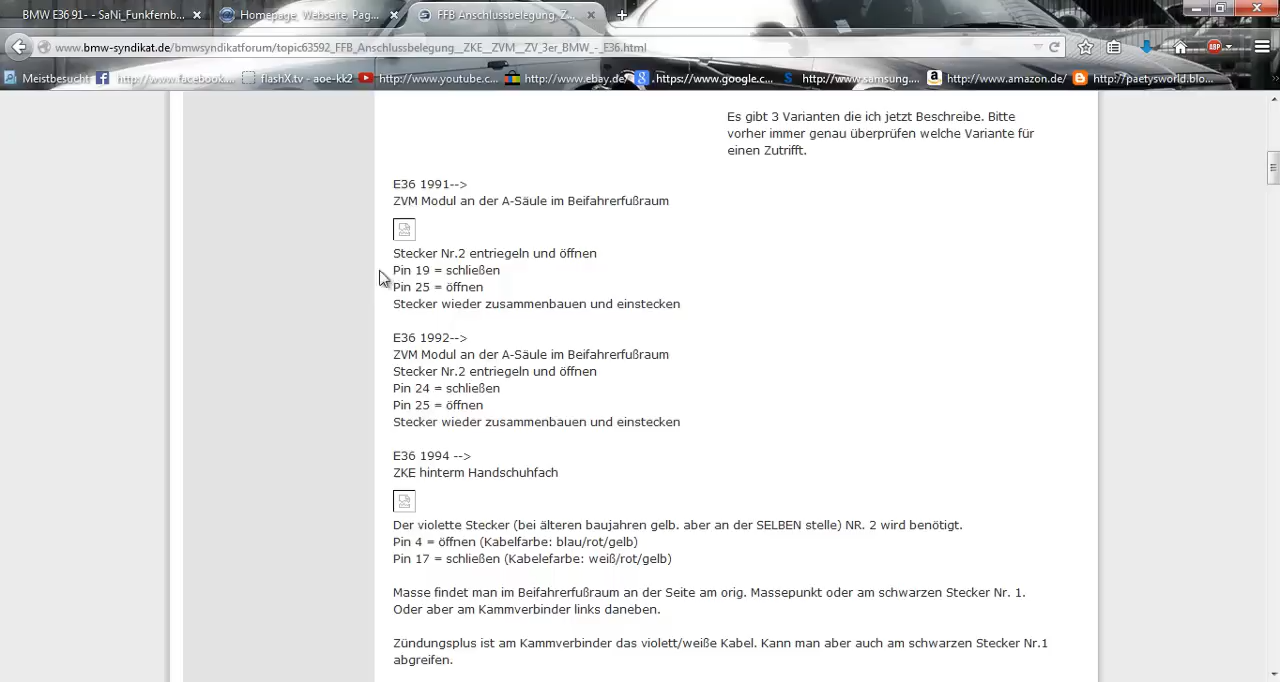 BMW E36 91- - SaNi_Funkfernb...
Homepage, Webseite, Pag...
FFB Anschlussbelegung, Z...
www.bmw-syndikat.de/bmwsyndikatforum/topic63592_FFB_Anschlussbelegung__ZKE__ZVM__ZV_3er_BMW_-_E36.html
ABP
Meistbesucht
http://www.facebook....
flashX.tv - aoe-kk2
http://www.youtube.c...
http://www.ebay.de/
https://www.google.c...
http://www.samsung....
http://www.amazon.de/
http://paetysworld.blo...
Es gibt 3 Varianten die ich jetzt Beschreibe. Bitte
vorher immer genau überprüfen welche Variante für
einen Zutrifft.
E36 1991-->
ZVM Modul an der A-Säule im Beifahrerfußraum
Stecker Nr.2 entriegeln und öffnen
Pin 19 = schließen
Pin 25 = öffnen
Stecker wieder zusammenbauen und einstecken
E36 1992-->
ZVM Modul an der A-Säule im Beifahrerfußraum
Stecker Nr.2 entriegeln und öffnen
Pin 24 = schließen
Pin 25 = öffnen
Stecker wieder zusammenbauen und einstecken
E36 1994 -->
ZKE hinterm Handschuhfach
Der violette Stecker (bei älteren baujahren gelb. aber an der SELBEN stelle) NR. 2 wird benötigt.
Pin 4 = öffnen (Kabelfarbe: blau/rot/gelb)
Pin 17 = schließen (Kabelefarbe: weiß/rot/gelb)
Masse findet man im Beifahrerfußraum an der Seite am orig. Massepunkt oder am schwarzen Stecker Nr. 1.
Oder aber am Kammverbinder links daneben.
Zündungsplus ist am Kammverbinder das violett/weiße Kabel. Kann man aber auch am schwarzen Stecker Nr.1
abgreifen.